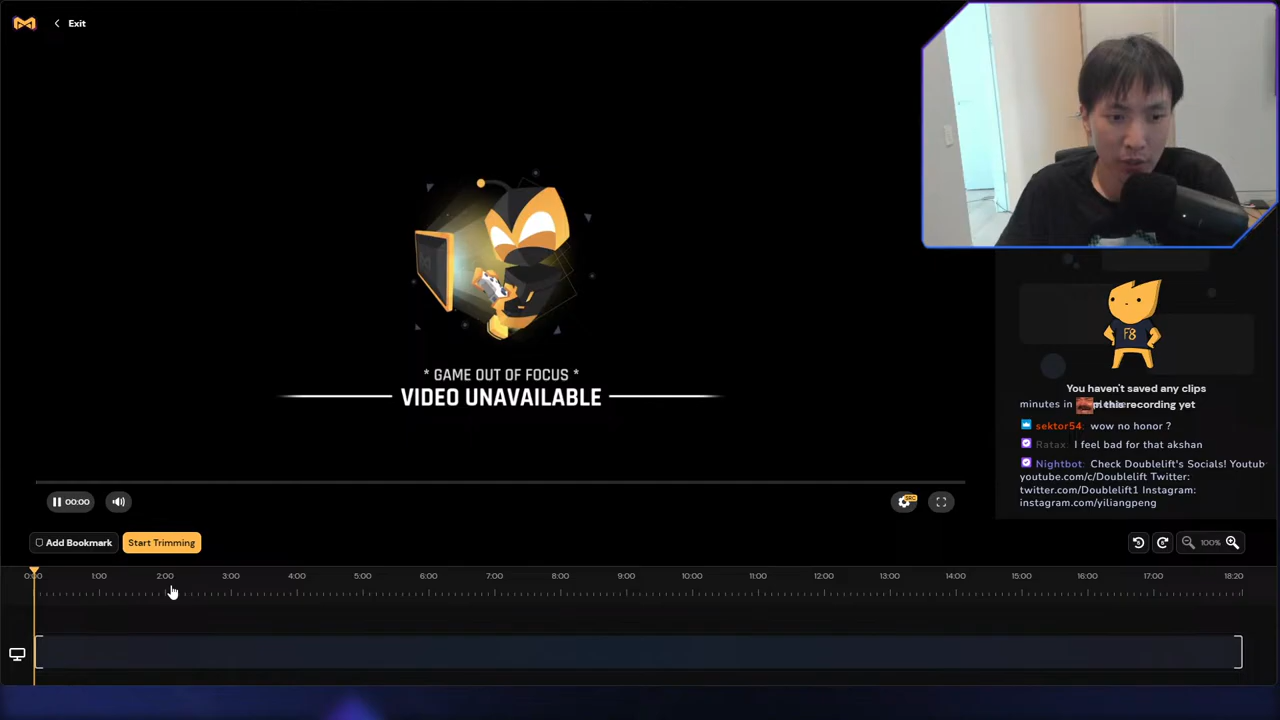 Exit
* GAME OUT OF FOCUS *
VIDEO UNAVAILABLE
F8
You haven't saved any clips
from this recording yet
minutes in
sektor54: wow no honor ?
Ratax: I feel bad for that akshan
Nightbot: Check Doublelift's Socials! Youtub
youtube.com/c/Doublelift Twitter:
twitter.com/Doublelift1 Instagram:
instagram.com/yiliangpeng
00:00
PRO
Add Bookmark
Start Trimming
100%
0:00 1:00 2:00 3:00 4:00 5:00 6:00 7:00 8:00 9:00 10:00 11:00 12:00 13:00 14:00 15:00 16:00 17:00 18:20